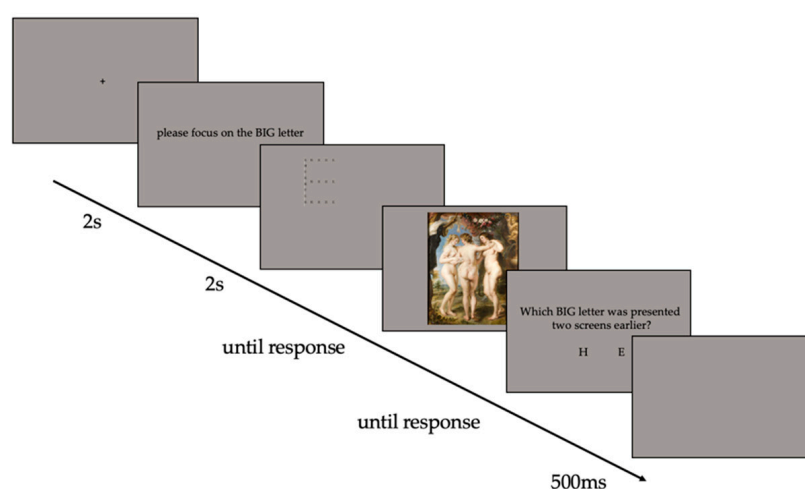 +
please focus on the BIG letter
Which BIG letter was presented
two screens earlier?
H E
2s
2s
until response
until response
500ms